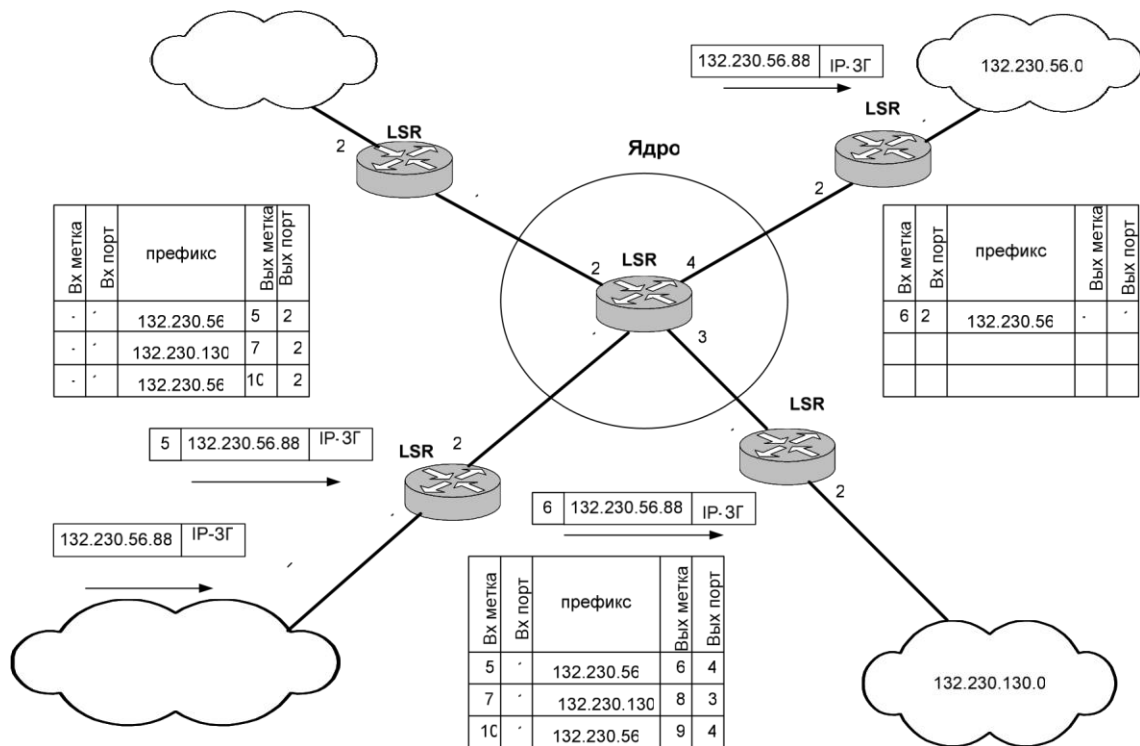 132.230.56.88 IP-ЗГ
132.230.56.0
LSR
LSR
Ядро
2
2
LSR
2
4
3
Вх метка Вх порт префикс Вых метка Вых порт
132.230.56 5 2
132.230.130 7 2
132.230.56 10 2
Вх метка Вх порт префикс Вых метка Вых порт
6 2 132.230.56 - -
LSR
5 132.230.56.88 IP-ЗГ
LSR
2
2
6 132.230.56.88 IP-ЗГ
132.230.56.88 IP-ЗГ
Вх метка Вх порт префикс Вых метка Вых порт
5 132.230.56 6 4
7 132.230.130 8 3
10 132.230.56 9 4
132.230.130.0